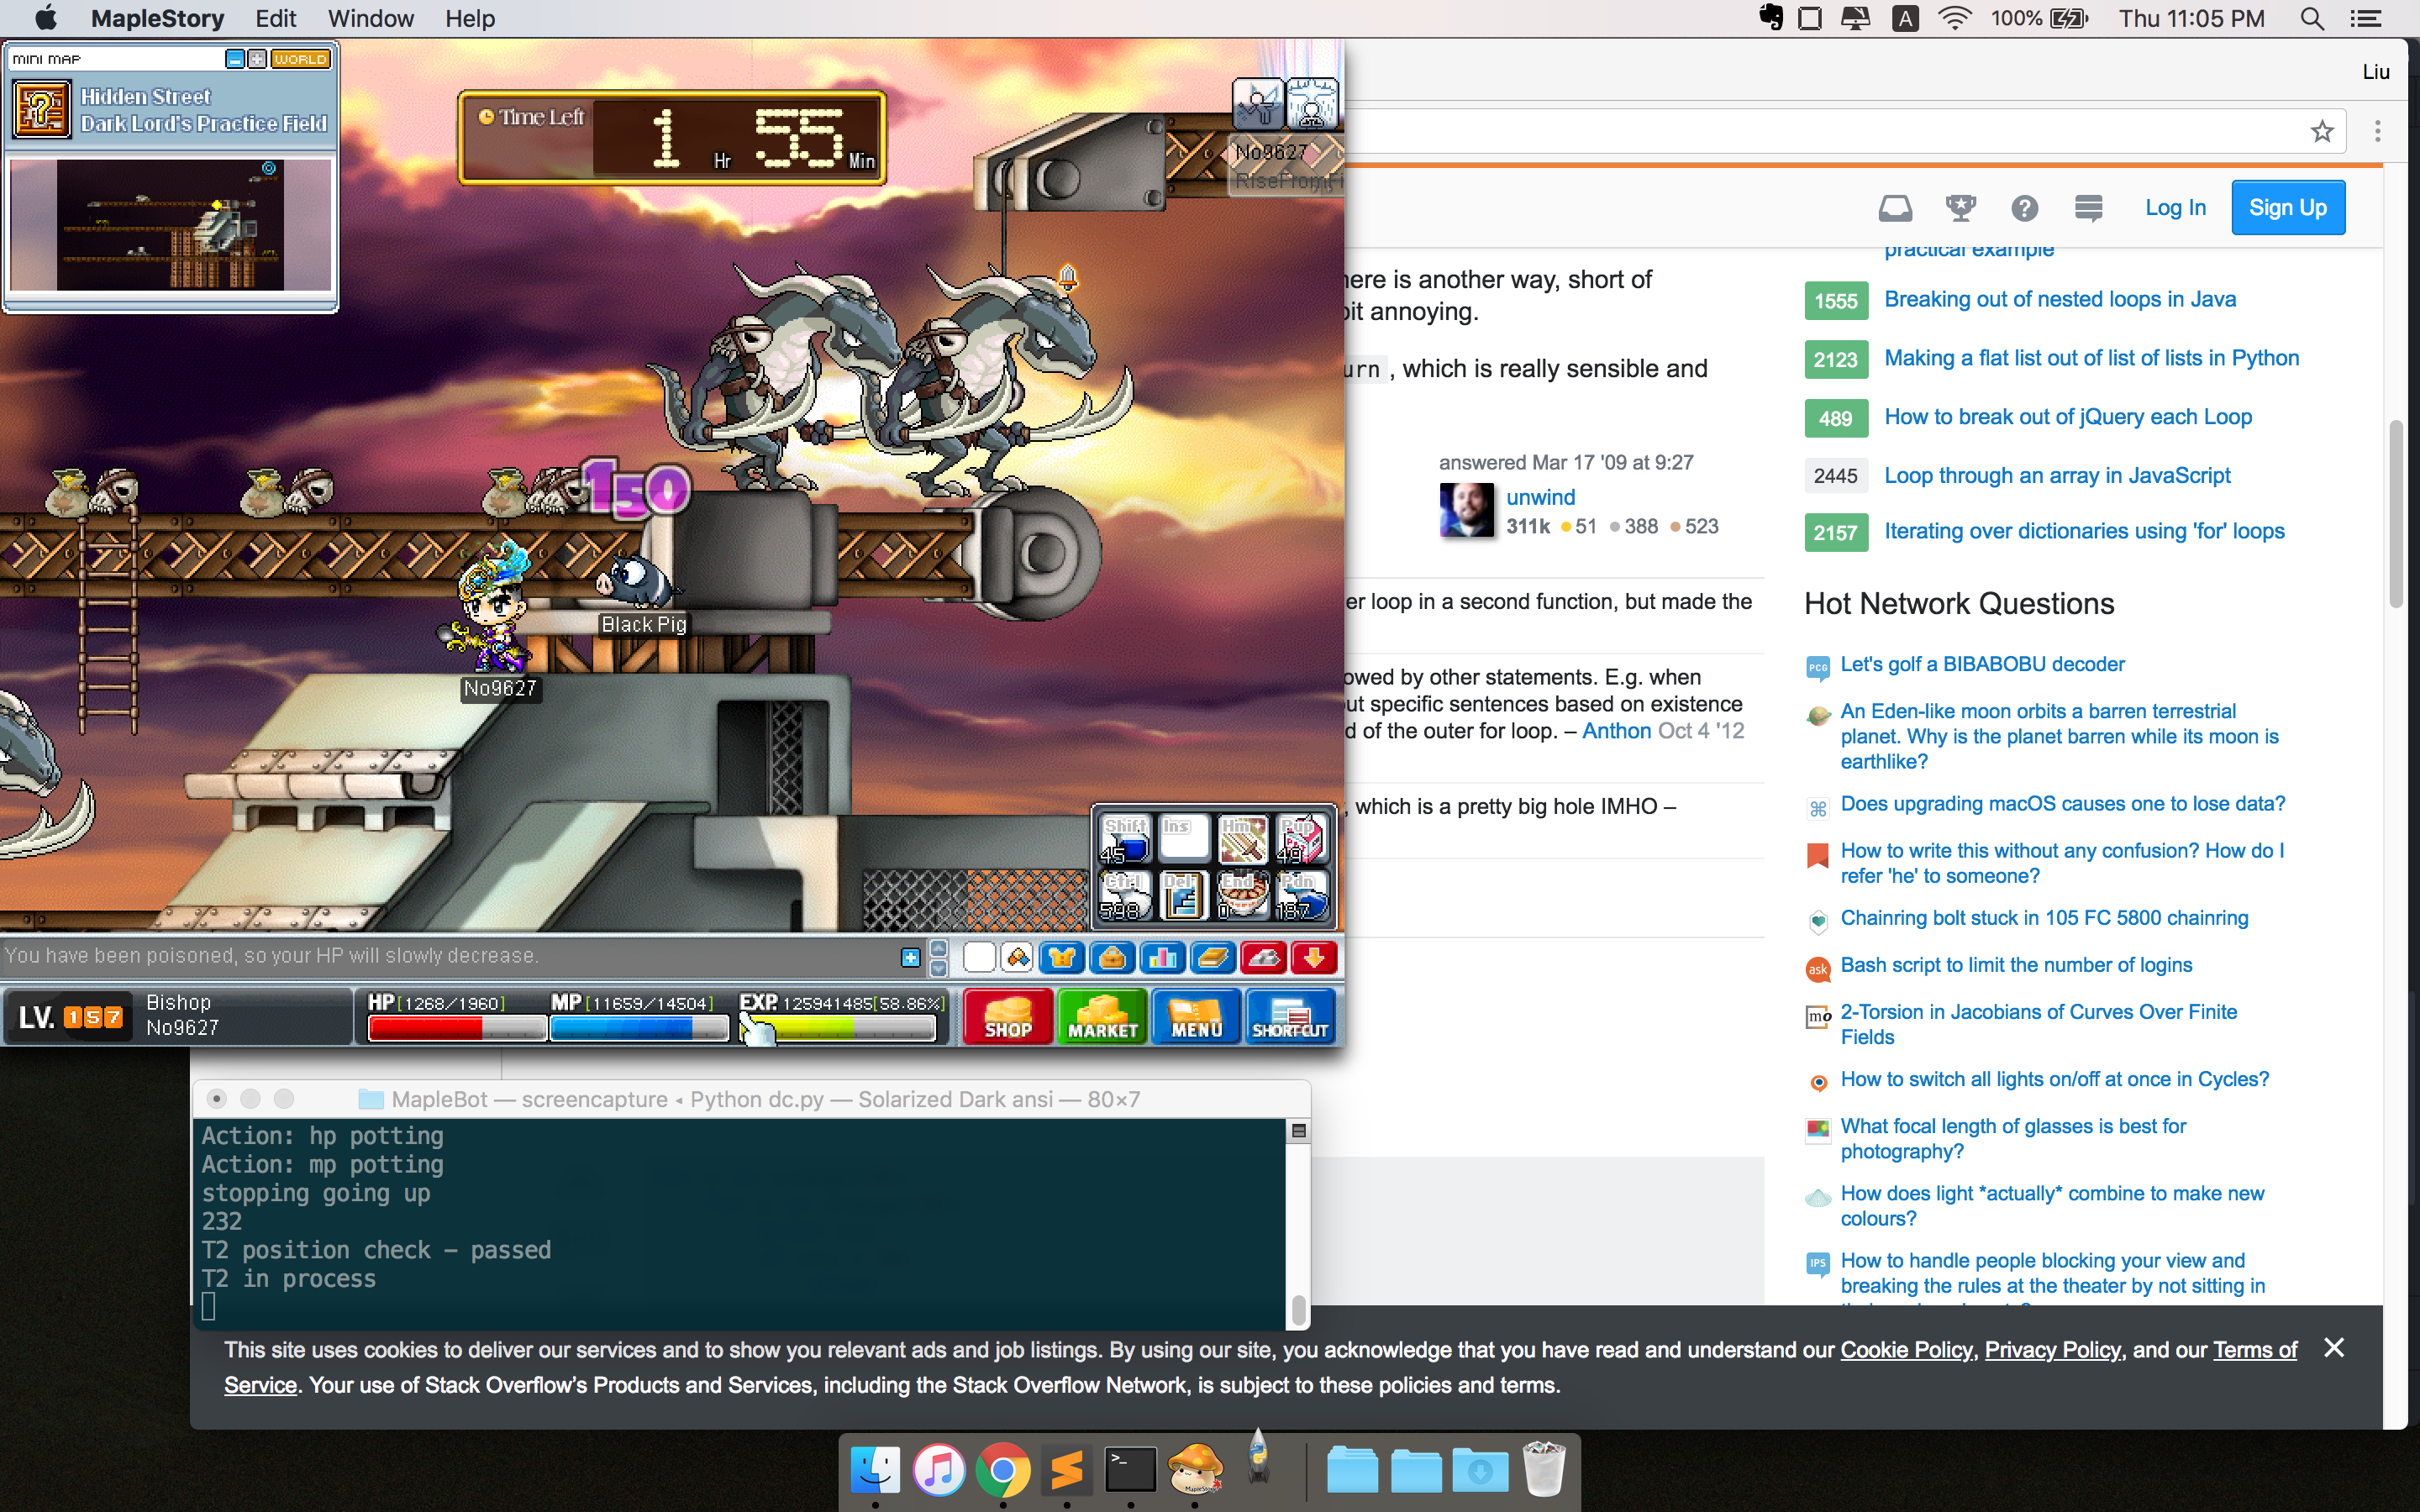 MapleStory Edit Window Help
A 100% Thu 11:05 PM
MINI MAP WORLD
Hidden Street
Dark Lord's Practice Field
Time Left 1 Hr 55 Min
No9627
150
Black Pig
No9627
Shift Ins Hm Pup
45 49
Ctrl Del End Pdn
598 0 187
You have been poisoned, so your HP will slowly decrease.
LV. 157
Bishop
No9627
HP[1268/1960] MP[11659/14504] EXP. 125941485[58.86%]
SHOP MARKET MENU SHORTCUT
Liu
Log In Sign Up
here is another way, short of
bit annoying.
urn , which is really sensible and
answered Mar 17 '09 at 9:27
unwind
311k 51 388 523
er loop in a second function, but made the
owed by other statements. E.g. when
ut specific sentences based on existence
d of the outer for loop. – Anthon Oct 4 '12
, which is a pretty big hole IMHO –
practical example
1555 Breaking out of nested loops in Java
2123 Making a flat list out of list of lists in Python
489 How to break out of jQuery each Loop
2445 Loop through an array in JavaScript
2157 Iterating over dictionaries using 'for' loops
Hot Network Questions
PCG Let's golf a BIBABOBU decoder
An Eden-like moon orbits a barren terrestrial
planet. Why is the planet barren while its moon is
earthlike?
Does upgrading macOS causes one to lose data?
How to write this without any confusion? How do I
refer 'he' to someone?
Chainring bolt stuck in 105 FC 5800 chainring
ask Bash script to limit the number of logins
mo 2-Torsion in Jacobians of Curves Over Finite
Fields
How to switch all lights on/off at once in Cycles?
What focal length of glasses is best for
photography?
How does light *actually* combine to make new
colours?
IPS How to handle people blocking your view and
breaking the rules at the theater by not sitting in
MapleBot — screencapture ◂ Python dc.py — Solarized Dark ansi — 80×7
Action: hp potting
Action: mp potting
stopping going up
232
T2 position check – passed
T2 in process
This site uses cookies to deliver our services and to show you relevant ads and job listings. By using our site, you acknowledge that you have read and understand our Cookie Policy, Privacy Policy, and our Terms of
Service. Your use of Stack Overflow's Products and Services, including the Stack Overflow Network, is subject to these policies and terms.